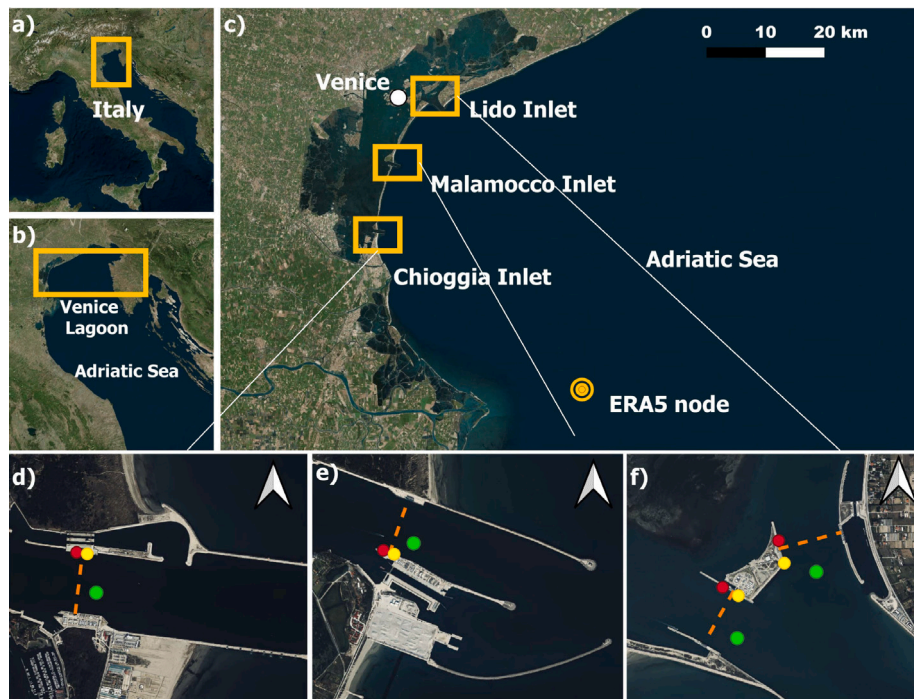 a)
Italy
b)
Venice
Lagoon
Adriatic Sea
c)
0 10 20 km
Venice
Lido Inlet
Malamocco Inlet
Adriatic Sea
Chioggia Inlet
ERA5 node
d)
e)
f)